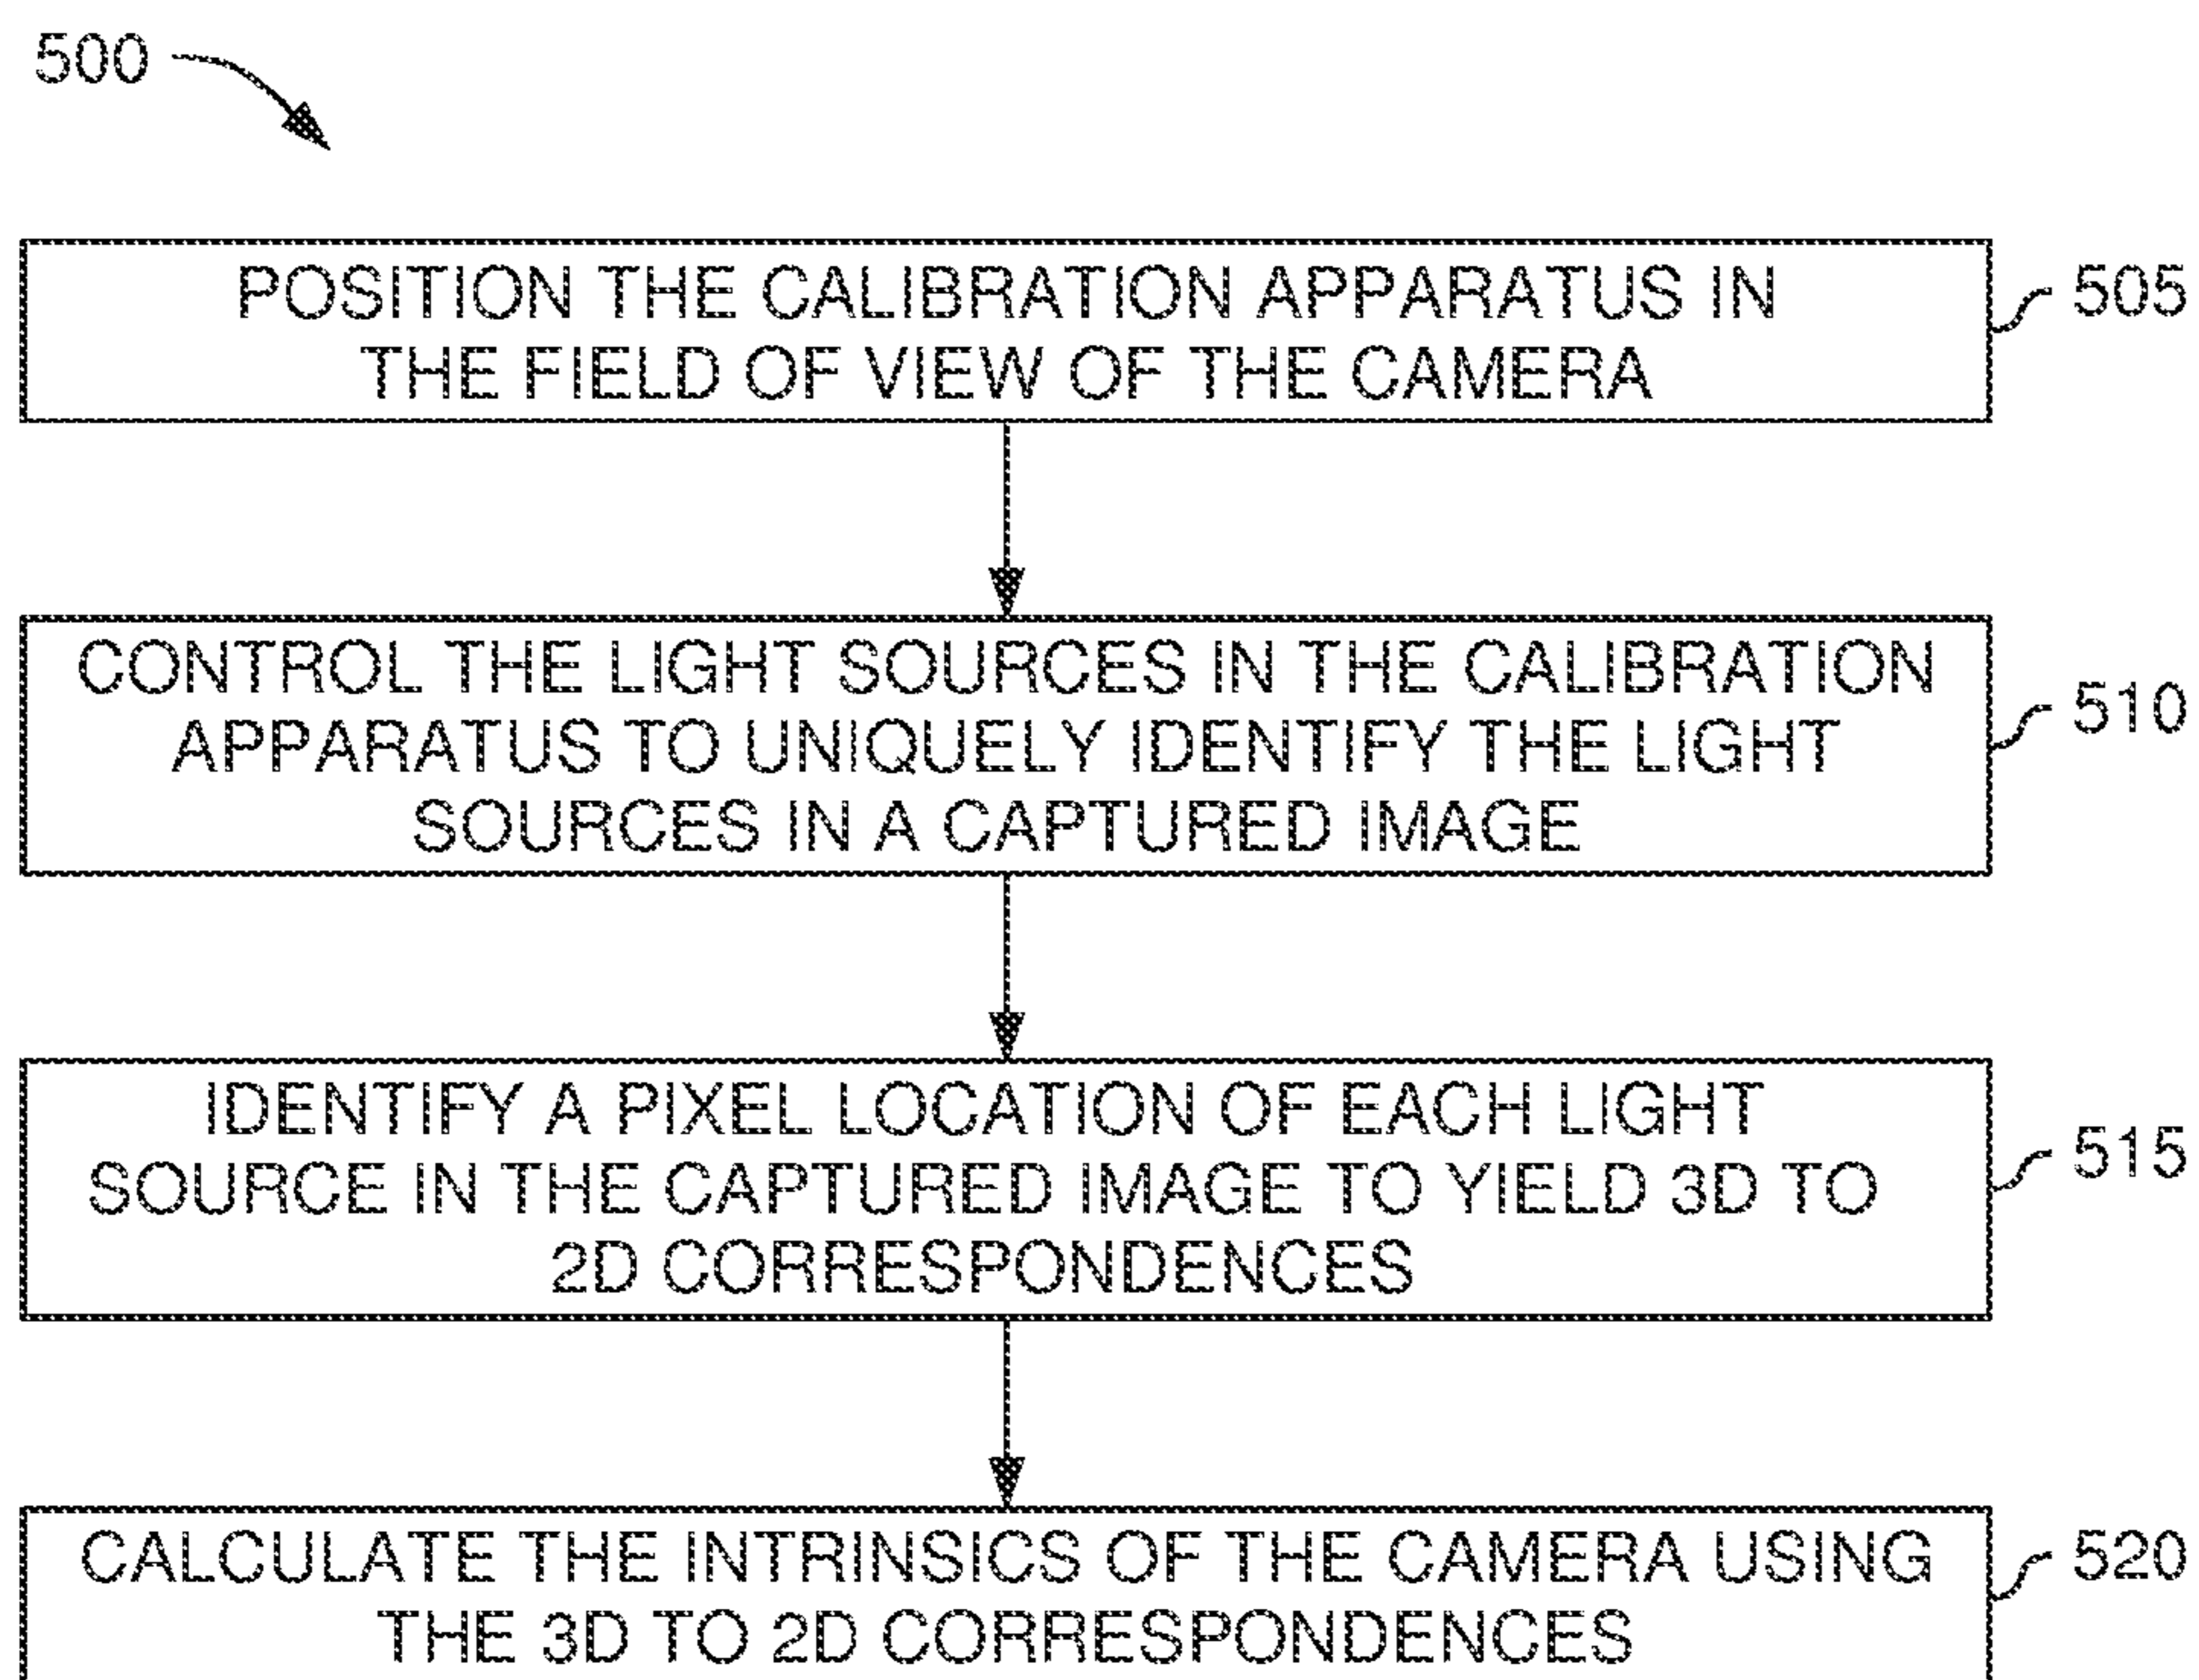 500
POSITION THE CALIBRATION APPARATUS IN
THE FIELD OF VIEW OF THE CAMERA
505
CONTROL THE LIGHT SOURCES IN THE CALIBRATION
APPARATUS TO UNIQUELY IDENTIFY THE LIGHT
SOURCES IN A CAPTURED IMAGE
510
IDENTIFY A PIXEL LOCATION OF EACH LIGHT
SOURCE IN THE CAPTURED IMAGE TO YIELD 3D TO
2D CORRESPONDENCES
515
CALCULATE THE INTRINSICS OF THE CAMERA USING
THE 3D TO 2D CORRESPONDENCES
520